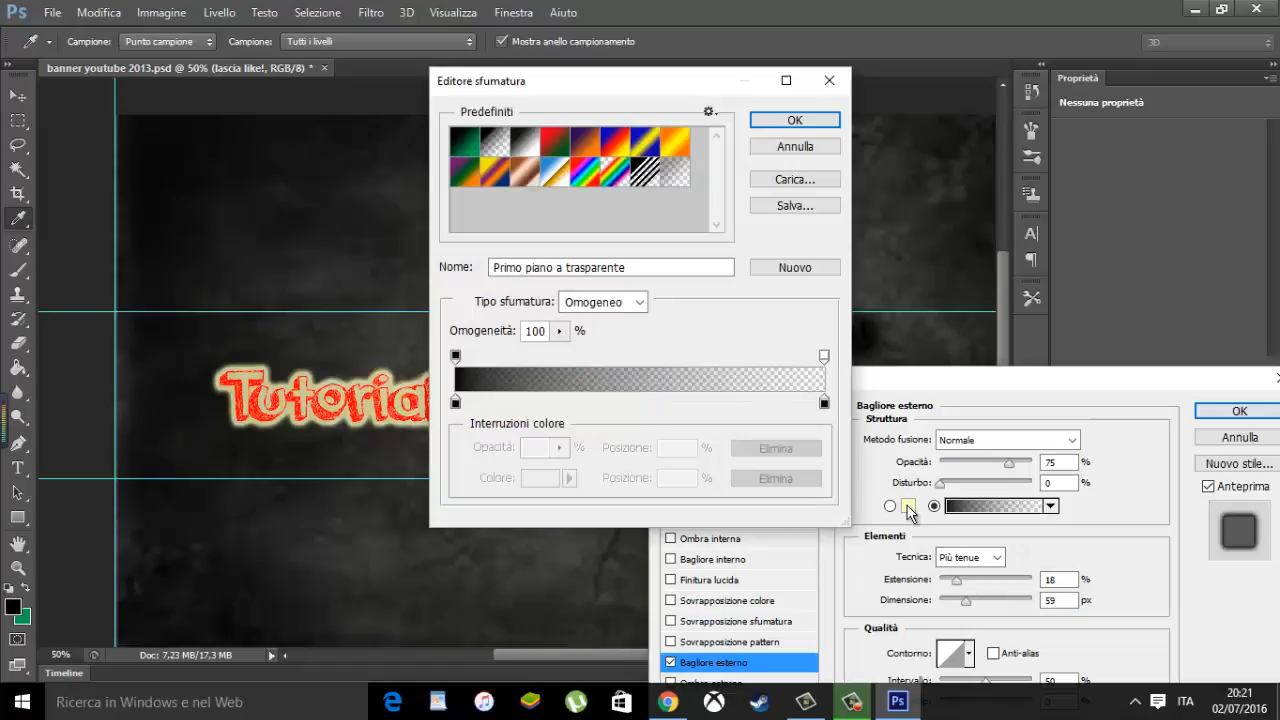 Ps File Modifica Immagine Livello Testo Selezione Filtro 3D Visualizza Finestra Aiuto
Campione: Punto campione Campione: Tutti i livelli Mostra anello campionamento 3D
banner youtube 2013.psd @ 50% (lascia like!, RGB/8) *
Proprietà
Nessuna proprietà
Editore sfumatura
Predefiniti
OK
Annulla
Carica...
Salva...
Nome: Primo piano a trasparente
Nuovo
Tipo sfumatura: Omogeneo
Omogeneità: 100 %
Interruzioni colore
Opacità: % Posizione: % Elimina
Colore: Posizione: % Elimina
Tutorial
Bagliore esterno
Struttura
Metodo fusione: Normale
Opacità: 75 %
Disturbo: 0 %
OK
Annulla
Nuovo stile...
Anteprima
Elementi
Tecnica: Più tenue
Estensione: 18 %
Dimensione: 59 px
Qualità
Contorno: Anti-alias
Intervallo: 50 %
Ombra interna
Bagliore interno
Finitura lucida
Sovrapposizione colore
Sovrapposizione sfumatura
Sovrapposizione pattern
Bagliore esterno
50% Doc: 7,23 MB/17,3 MB
Timeline
Ricerca in Windows e nel Web
Ps
ITA
20:21
02/07/2016